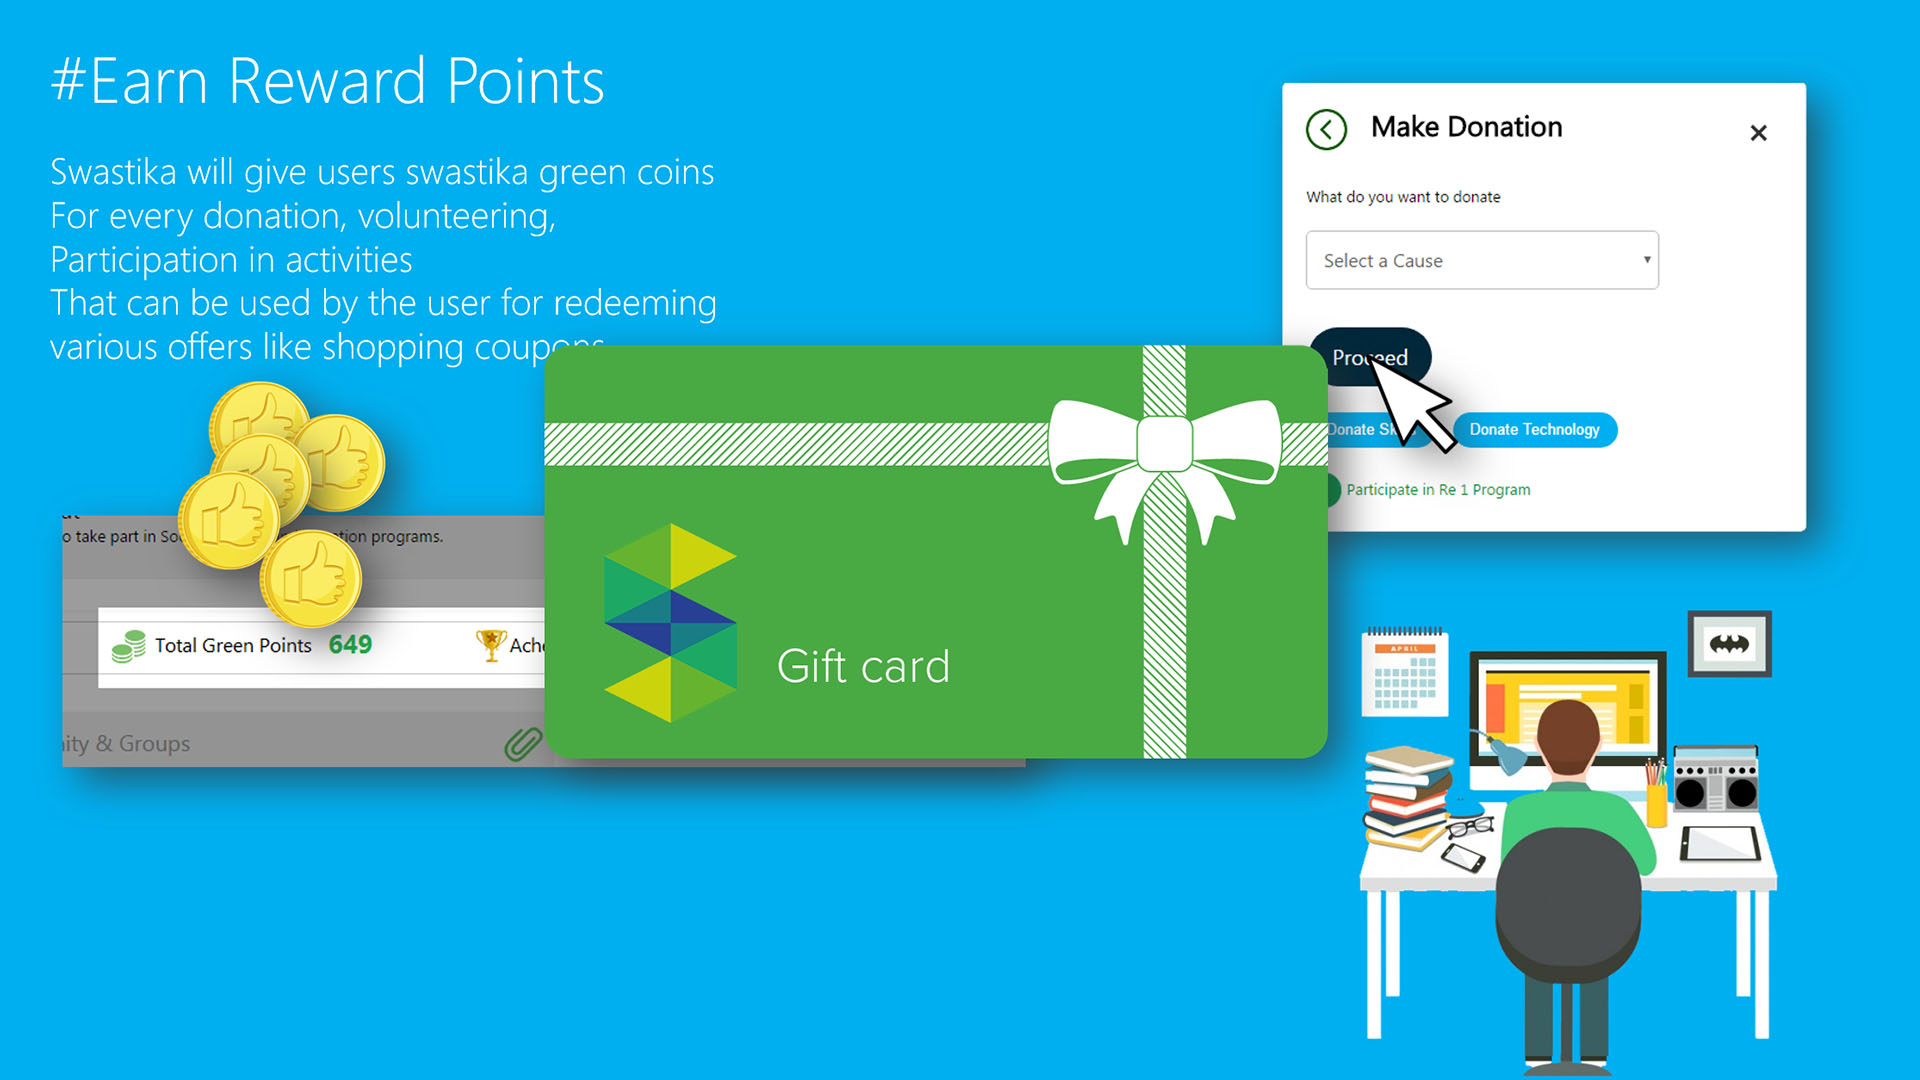 #Earn Reward Points
Swastika will give users swastika green coins
For every donation, volunteering,
Participation in activities
That can be used by the user for redeeming
various offers like shopping coupons
Make Donation
What do you want to donate
Select a Cause
Proceed
Donate Technology
Participate in Re 1 Program
to take part in
programs.
Total Green Points 649
& Groups
Gift card
APRIL